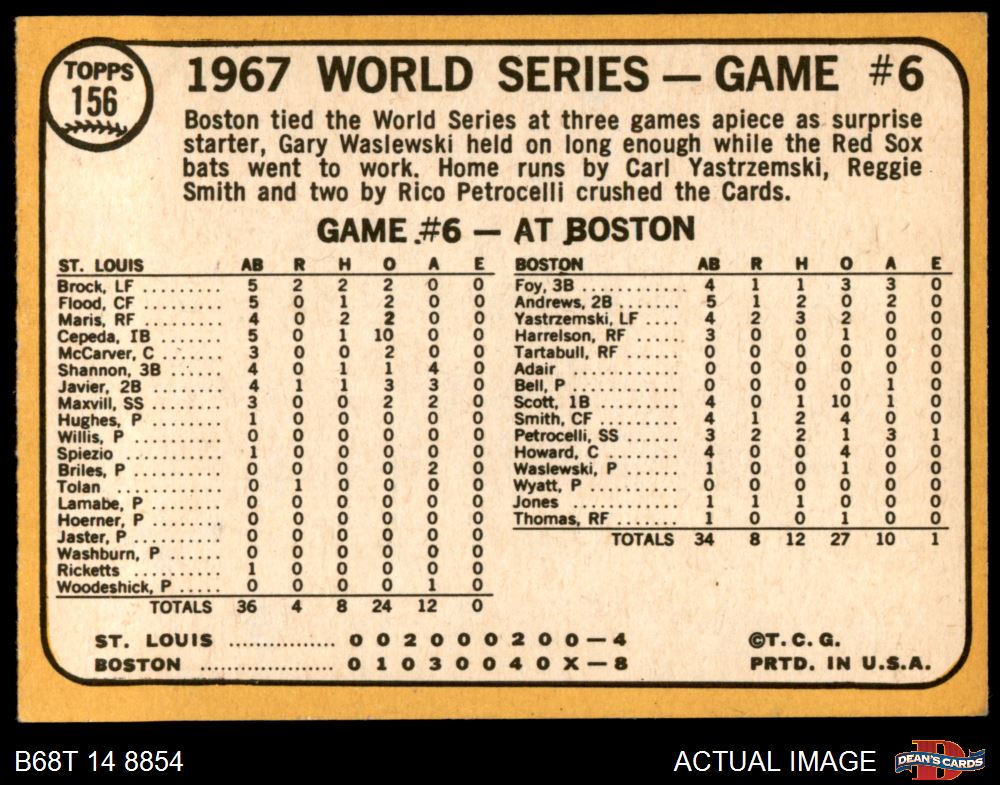 TOPPS
156
1967 WORLD SERIES — GAME #6
Boston tied the World Series at three games apiece as surprise
starter, Gary Waslewski held on long enough while the Red Sox
bats went to work. Home runs by Carl Yastrzemski, Reggie
Smith and two by Rico Petrocelli crushed the Cards.
GAME #6 — AT BOSTON
ST. LOUIS AB R H O A E
Brock, LF .......... 5 2 2 2 0 0
Flood, CF .......... 5 0 1 2 0 0
Maris, RF .......... 4 0 2 2 0 0
Cepeda, 1B ........ 5 0 1 10 0 0
McCarver, C ....... 3 0 0 2 0 0
Shannon, 3B ...... 4 0 1 1 4 0
Javier, 2B ......... 4 1 1 3 3 0
Maxvill, SS ........ 3 0 0 2 2 0
Hughes, P ......... 1 0 0 0 0 0
Willis, P ........... 0 0 0 0 0 0
Spiezio ............ 1 0 0 0 0 0
Briles, P ........... 0 0 0 0 2 0
Tolan ............. 0 1 0 0 0 0
Lamabe, P ........ 0 0 0 0 0 0
Hoerner, P ........ 0 0 0 0 0 0
Jaster, P .......... 0 0 0 0 0 0
Washburn, P ...... 0 0 0 0 0 0
Ricketts .......... 1 0 0 0 0 0
Woodeshick, P ..... 0 0 0 0 1 0
TOTALS 36 4 8 24 12 0
BOSTON AB R H O A E
Foy, 3B ............ 4 1 1 3 3 0
Andrews, 2B ....... 5 1 2 0 2 0
Yastrzemski, LF .... 4 2 3 2 0 0
Harrelson, RF ...... 3 0 0 1 0 0
Tartabull, RF ....... 0 0 0 0 0 0
Adair ............. 0 0 0 0 0 0
Bell, P ............. 0 0 0 0 1 0
Scott, 1B .......... 4 0 1 10 1 0
Smith, CF .......... 4 1 2 4 0 0
Petrocelli, SS ...... 3 2 2 1 3 1
Howard, C ......... 4 0 0 4 0 0
Waslewski, P ...... 1 0 0 1 0 0
Wyatt, P ........... 0 0 0 0 0 0
Jones ............. 1 1 1 0 0 0
Thomas, RF ....... 1 0 0 1 0 0
TOTALS 34 8 12 27 10 1
ST. LOUIS ................ 0 0 2 0 0 0 2 0 0 — 4
BOSTON .................... 0 1 0 3 0 0 4 0 X — 8
©T. C. G.
PRTD. IN U.S.A.
B68T 14 8854
ACTUAL IMAGE
DEAN'S CARDS